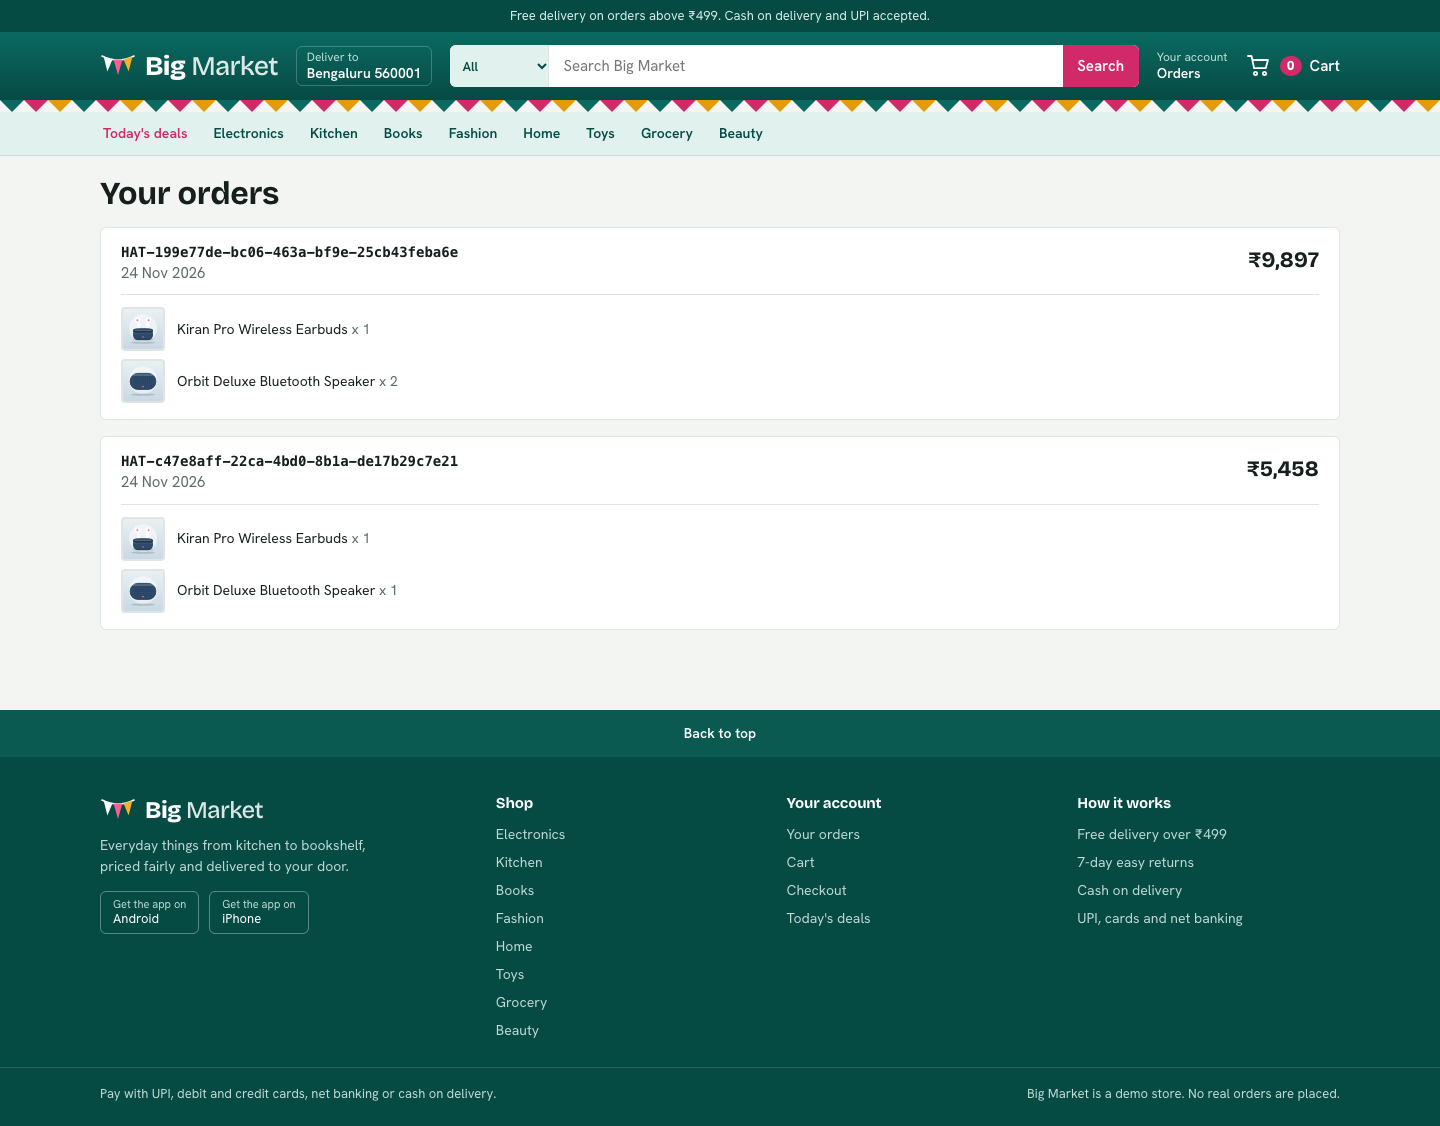 Free delivery on orders above ₹499. Cash on delivery and UPI accepted.
Big Market
Deliver to
Bengaluru 560001
All
Search Big Market
Search
Your account
Orders
0
Cart
Today's deals
Electronics
Kitchen
Books
Fashion
Home
Toys
Grocery
Beauty
Your orders
HAT-199e77de-bc06-463a-bf9e-25cb43feba6e
24 Nov 2026
₹9,897
Kiran Pro Wireless Earbuds x 1
Orbit Deluxe Bluetooth Speaker x 2
HAT-c47e8aff-22ca-4bd0-8b1a-de17b29c7e21
24 Nov 2026
₹5,458
Kiran Pro Wireless Earbuds x 1
Orbit Deluxe Bluetooth Speaker x 1
Back to top
Big Market
Everyday things from kitchen to bookshelf,
priced fairly and delivered to your door.
Get the app on
Android
Get the app on
iPhone
Shop
Electronics
Kitchen
Books
Fashion
Home
Toys
Grocery
Beauty
Your account
Your orders
Cart
Checkout
Today's deals
How it works
Free delivery over ₹499
7-day easy returns
Cash on delivery
UPI, cards and net banking
Pay with UPI, debit and credit cards, net banking or cash on delivery.
Big Market is a demo store. No real orders are placed.